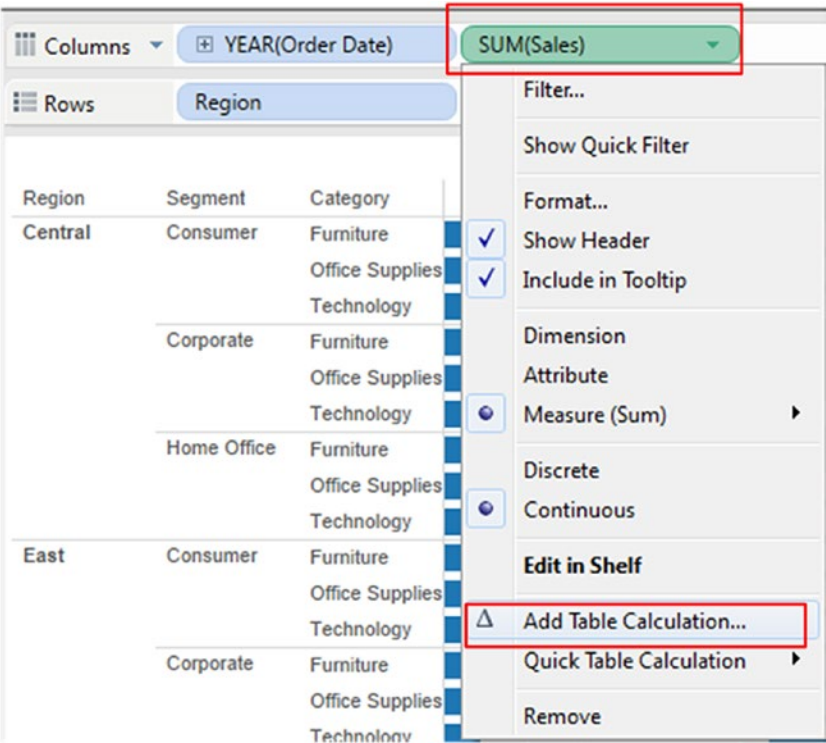 Columns YEAR(Order Date) SUM(Sales)
Rows Region
Filter...
Show Quick Filter
Format...
Show Header
Include in Tooltip
Dimension
Attribute
Measure (Sum)
Discrete
Continuous
Edit in Shelf
Add Table Calculation...
Quick Table Calculation
Remove
Region Segment Category
Central Consumer Furniture
Office Supplies
Technology
Corporate Furniture
Office Supplies
Technology
Home Office Furniture
Office Supplies
Technology
East Consumer Furniture
Office Supplies
Technology
Corporate Furniture
Office Supplies
Technology